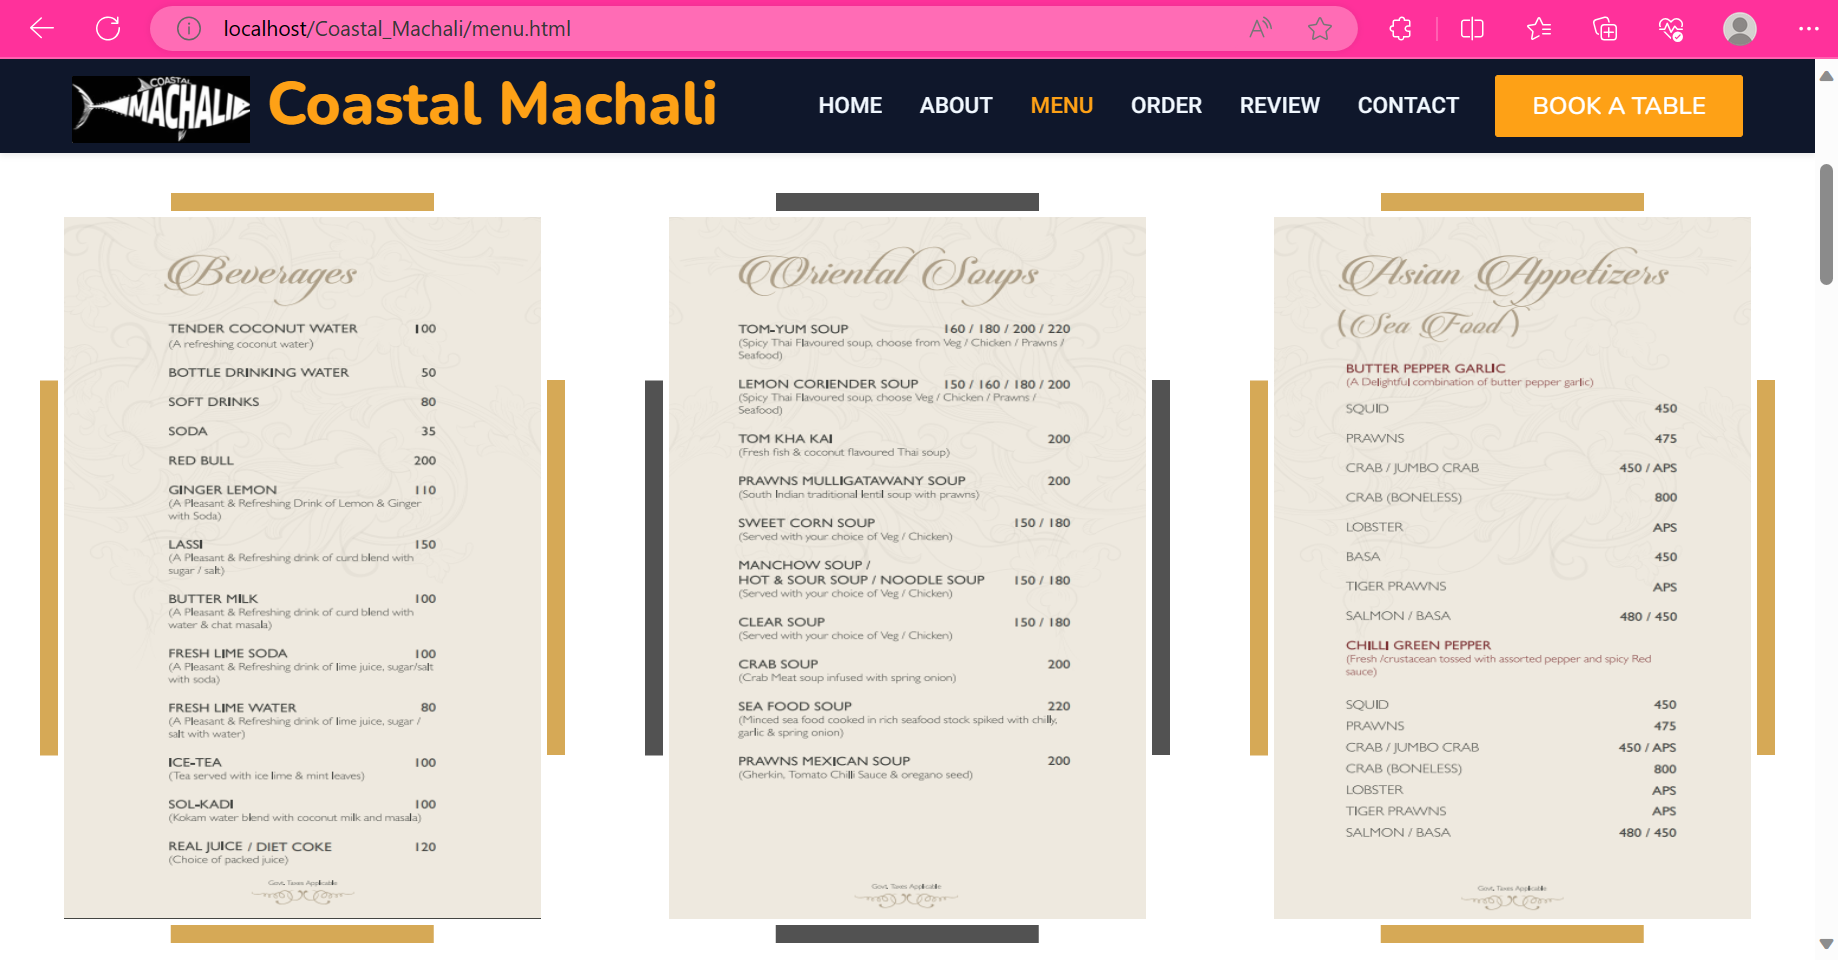 localhost/Coastal_Machali/menu.html
COASTAL
MACHALI
Coastal Machali
HOME ABOUT MENU ORDER REVIEW CONTACT BOOK A TABLE
Beverages
TENDER COCONUT WATER 100
(A refreshing coconut water)
BOTTLE DRINKING WATER 50
SOFT DRINKS 80
SODA 35
RED BULL 200
GINGER LEMON 110
(A Pleasant & Refreshing Drink of Lemon & Ginger
with Soda)
LASSI 150
(A Pleasant & Refreshing drink of curd blend with
sugar / salt)
BUTTER MILK 100
(A Pleasant & Refreshing drink of curd blend with
water & chat masala)
FRESH LIME SODA 100
(A Pleasant & Refreshing drink of lime juice, sugar/salt
with soda)
FRESH LIME WATER 80
(A Pleasant & Refreshing drink of lime juice, sugar /
salt with water)
ICE-TEA 100
(Tea served with ice lime & mint leaves)
SOL-KADI 100
(Kokam water blend with coconut milk and masala)
REAL JUICE / DIET COKE 120
(Choice of packed juice)
Govt. Taxes Applicable
Oriental Soups
TOM-YUM SOUP 160 / 180 / 200 / 220
(Spicy Thai Flavoured soup, choose from Veg / Chicken / Prawns /
Seafood)
LEMON CORIENDER SOUP 150 / 160 / 180 / 200
(Spicy Thai Flavoured soup, choose Veg / Chicken / Prawns /
Seafood)
TOM KHA KAI 200
(Fresh fish & coconut flavoured Thai soup)
PRAWNS MULLIGATAWANY SOUP 200
(South Indian traditional lentil soup with prawns)
SWEET CORN SOUP 150 / 180
(Served with your choice of Veg / Chicken)
MANCHOW SOUP /
HOT & SOUR SOUP / NOODLE SOUP 150 / 180
(Served with your choice of Veg / Chicken)
CLEAR SOUP 150 / 180
(Served with your choice of Veg / Chicken)
CRAB SOUP 200
(Crab Meat soup infused with spring onion)
SEA FOOD SOUP 220
(Minced sea food cooked in rich seafood stock spiked with chilly,
garlic & spring onion)
PRAWNS MEXICAN SOUP 200
(Gherkin, Tomato Chilli Sauce & oregano seed)
Govt. Taxes Applicable
Asian Appetizers
(Sea Food)
BUTTER PEPPER GARLIC
(A Delightful combination of butter pepper garlic)
SQUID 450
PRAWNS 475
CRAB / JUMBO CRAB 450 / APS
CRAB (BONELESS) 800
LOBSTER APS
BASA 450
TIGER PRAWNS APS
SALMON / BASA 480 / 450
CHILLI GREEN PEPPER
(Fresh /crustacean tossed with assorted pepper and spicy Red
sauce)
SQUID 450
PRAWNS 475
CRAB / JUMBO CRAB 450 / APS
CRAB (BONELESS) 800
LOBSTER APS
TIGER PRAWNS APS
SALMON / BASA 480 / 450
Govt. Taxes Applicable